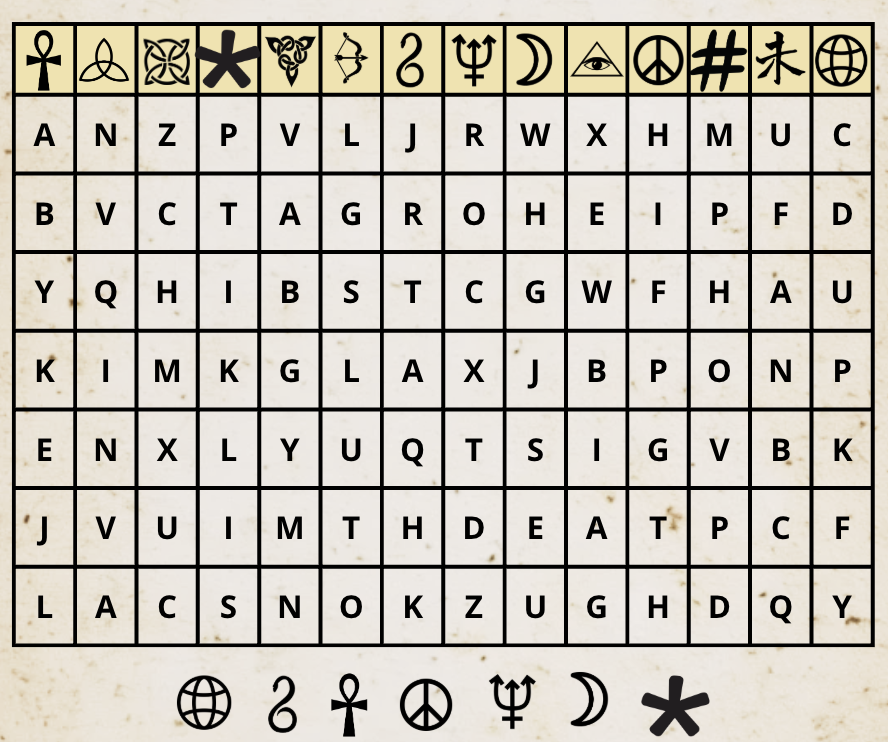 A N Z P V L J R W X H M U C
B V C T A G R O H E I P F D
Y Q H I B S T C G W F H A U
K I M K G L A X J B P O N P
E N X L Y U Q T S I G V B K
J V U I M T H D E A T P C F
L A C S N O K Z U G H D Q Y